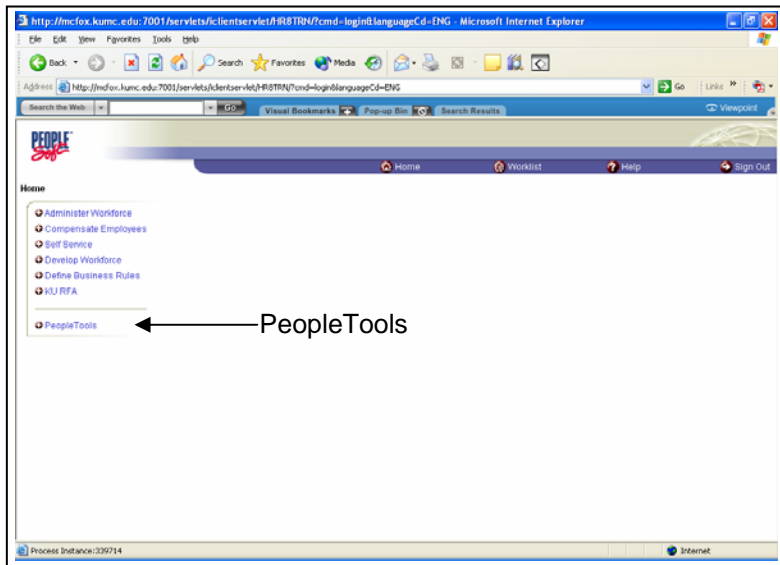 http://mcfox.kumc.edu:7001/servlets/iclientservlet/HR8TRN/?cmd=login&languageCd=ENG - Microsoft Internet Explorer
File Edit View Favorites Tools Help
Back Search Favorites Media
Address http://mcfox.kumc.edu:7001/servlets/iclientservlet/HR8TRN/?cmd=login&languageCd=ENG Go Links »
Search the Web GO Visual Bookmarks Pop-up Bin Search Results Viewpoint
PEOPLE
Soft
Home Worklist Help Sign Out
Home
Administer Workforce
Compensate Employees
Self Service
Develop Workforce
Define Business Rules
KU RFA
PeopleTools PeopleTools
Process Instance:339714 Internet